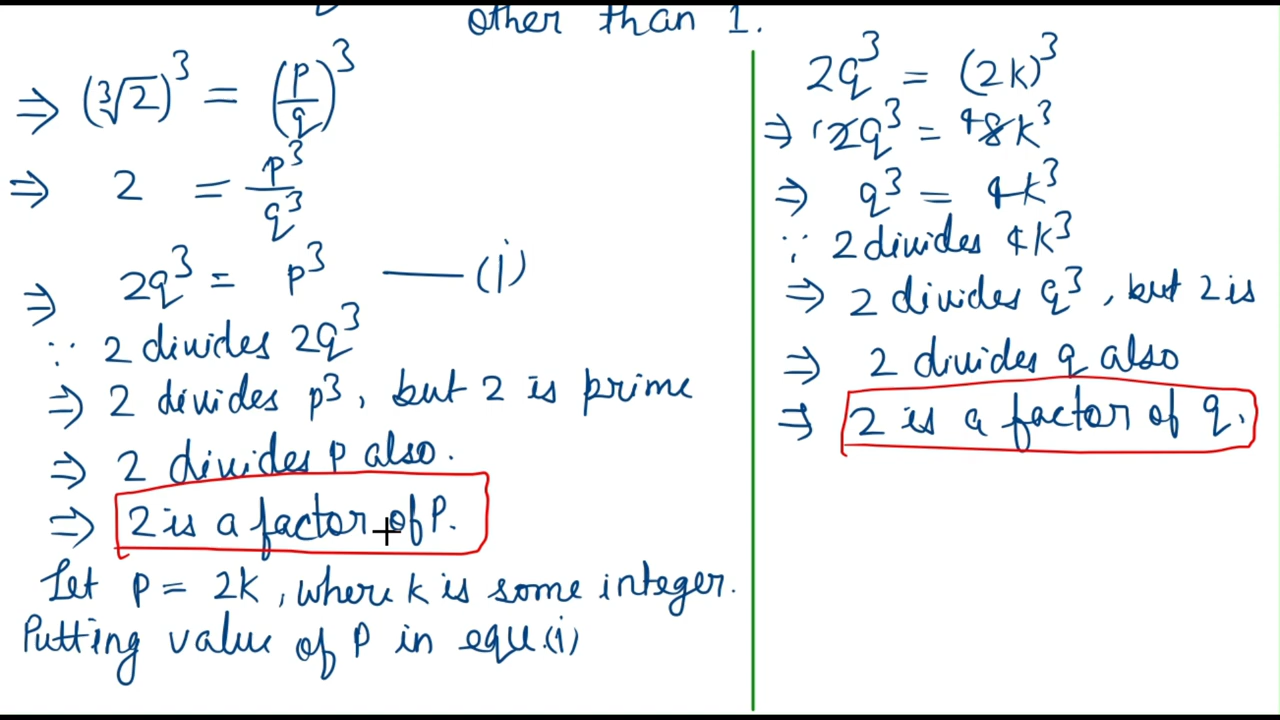 other than 1.
⇒ (∛2)³ = (p/q)³
⇒ 2 = p³/q³
⇒ 2q³ = p³ —— (i)
∵ 2 divides 2q³
⇒ 2 divides p³, but 2 is prime
⇒ 2 divides p also.
⇒ 2 is a factor of P.
Let p = 2k, where k is some integer.
Putting value of P in equ.(i)
2q³ = (2k)³
⇒ 2q³ = 8k³
⇒ q³ = 4k³
∵ 2 divides 4k³
⇒ 2 divides q³, but 2 is
⇒ 2 divides q also
⇒ 2 is a factor of q.